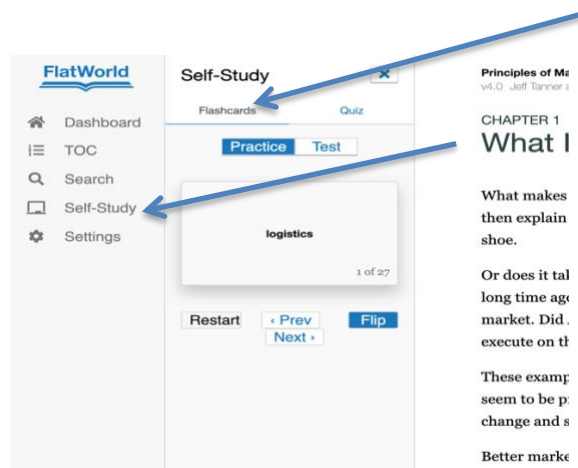 FlatWorld
Dashboard
TOC
Search
Self-Study
Settings
Self-Study
×
Flashcards Quiz
Practice Test
logistics
1 of 27
Restart ‹ Prev Flip
Next ›
Principles of Ma
v4.0 Jeff Tanner a
CHAPTER 1
What I
What makes
then explain
shoe.
Or does it tal
long time ago
market. Did
execute on th
These examp
seem to be p
change and s
Better marke